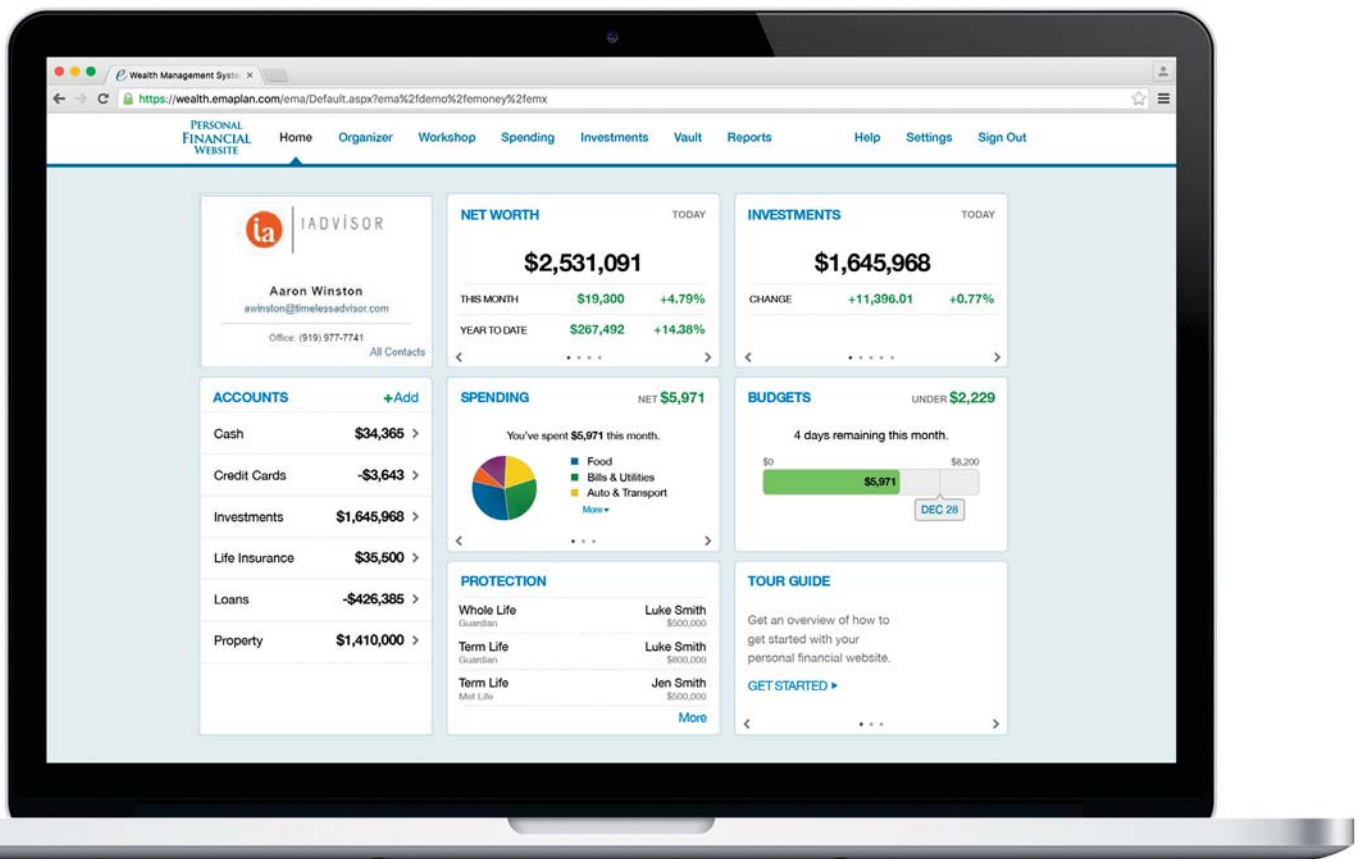 Wealth Management Syste
https://wealth.emaplan.com/ema/Default.aspx?ema%2fdemo%2femoney%2femx
PERSONAL
FINANCIAL
WEBSITE
Home Organizer Workshop Spending Investments Vault Reports Help Settings Sign Out
ia IADVISOR
Aaron Winston
awinston@timelessadvisor.com
Office: (919) 977-7741
All Contacts
NET WORTH TODAY
$2,531,091
THIS MONTH $19,300 +4.79%
YEAR TO DATE $267,492 +14.38%
INVESTMENTS TODAY
$1,645,968
CHANGE +11,396.01 +0.77%
ACCOUNTS +Add
Cash $34,365 >
Credit Cards -$3,643 >
Investments $1,645,968 >
Life Insurance $35,500 >
Loans -$426,385 >
Property $1,410,000 >
SPENDING NET $5,971
You've spent $5,971 this month.
Food
Bills & Utilities
Auto & Transport
More
BUDGETS UNDER $2,229
4 days remaining this month.
$0 $8,200
$5,971
DEC 28
PROTECTION
Whole Life Luke Smith
Guardian $500,000
Term Life Luke Smith
Guardian $800,000
Term Life Jen Smith
Met Life $500,000
More
TOUR GUIDE
Get an overview of how to
get started with your
personal financial website.
GET STARTED